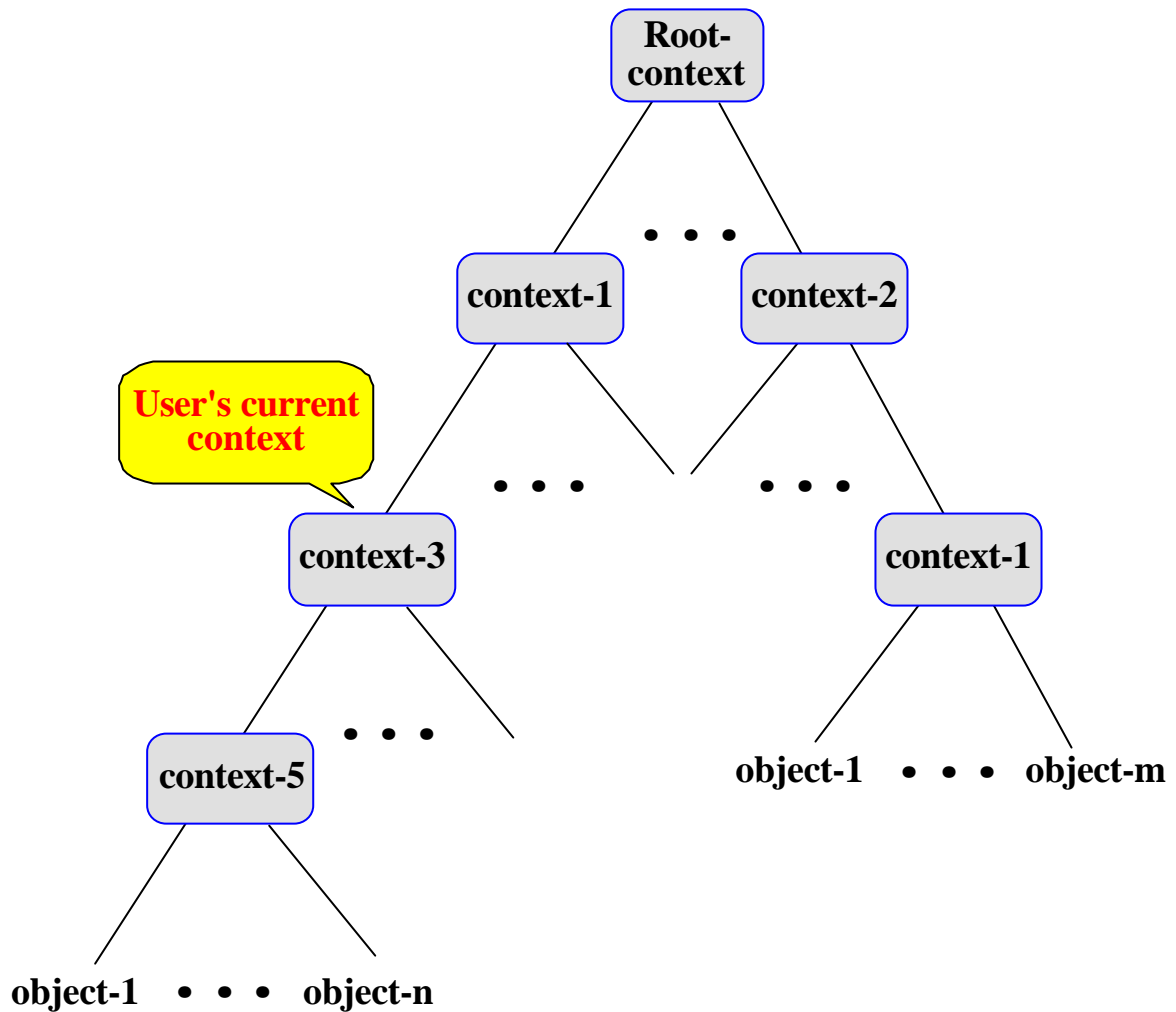 Root-
context
• • •
context-1
context-2
User's current
context
• • •
• • •
context-3
context-1
• • •
context-5
object-1 • • • object-m
object-1 • • • object-n